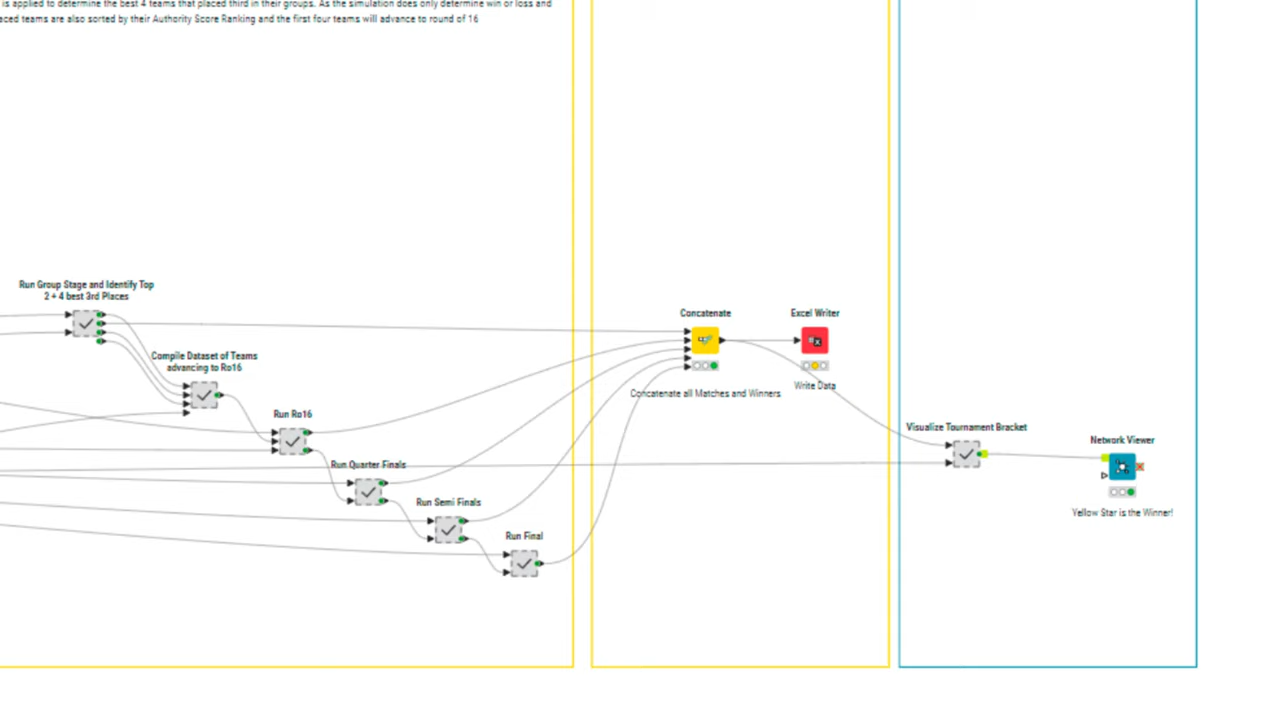 is applied to determine the best 4 teams that placed third in their groups. As the simulation does only determine win or loss and
aced teams are also sorted by their Authority Score Ranking and the first four teams will advance to round of 16
Run Group Stage and Identify Top
2 + 4 best 3rd Places
Compile Dataset of Teams
advancing to Ro16
Run Ro16
Run Quarter Finals
Run Semi Finals
Run Final
Concatenate
Concatenate all Matches and Winners
Excel Writer
Write Data
Visualize Tournament Bracket
Network Viewer
Yellow Star is the Winner!